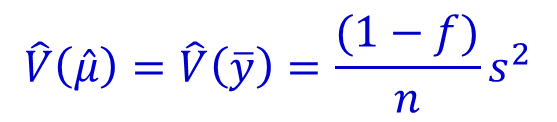 V̂(μ̂) = V̂(ȳ) = (1 − f)/n s²